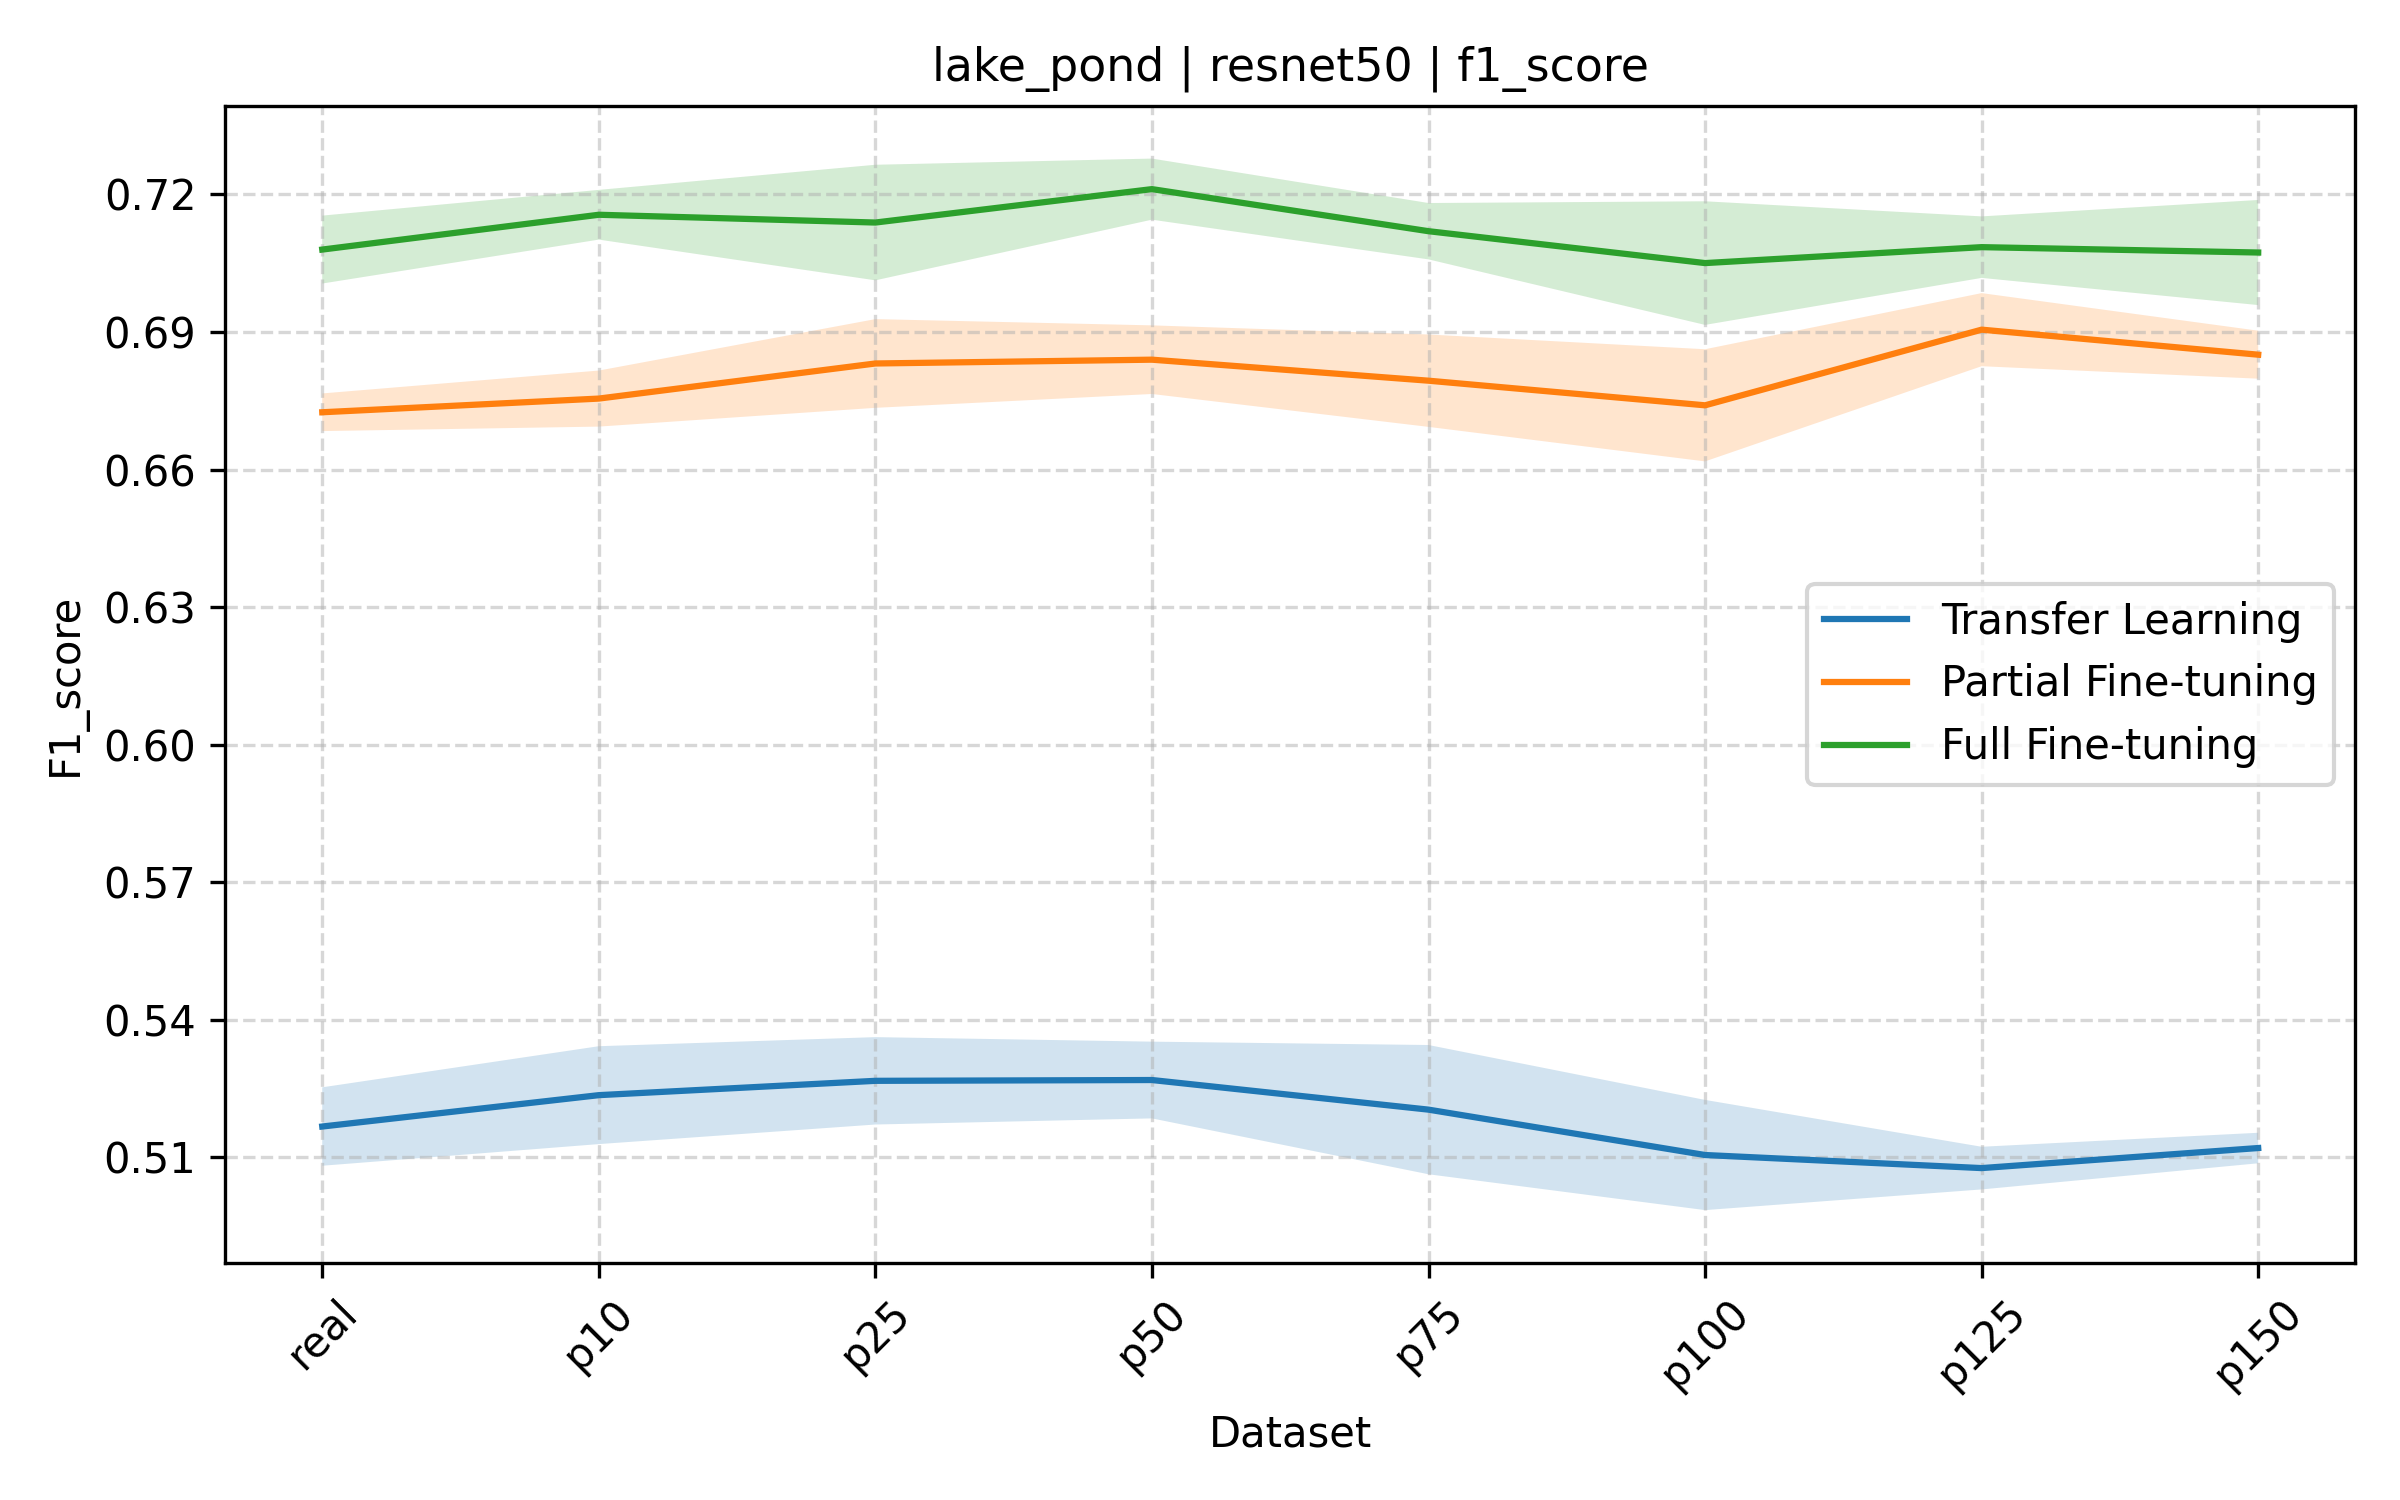 lake_pond | resnet50 | f1_score
F1_score
0.72
0.69
0.66
0.63
0.60
0.57
0.54
0.51
Transfer Learning
Partial Fine-tuning
Full Fine-tuning
real
p10
p25
p50
p75
p100
p125
p150
Dataset